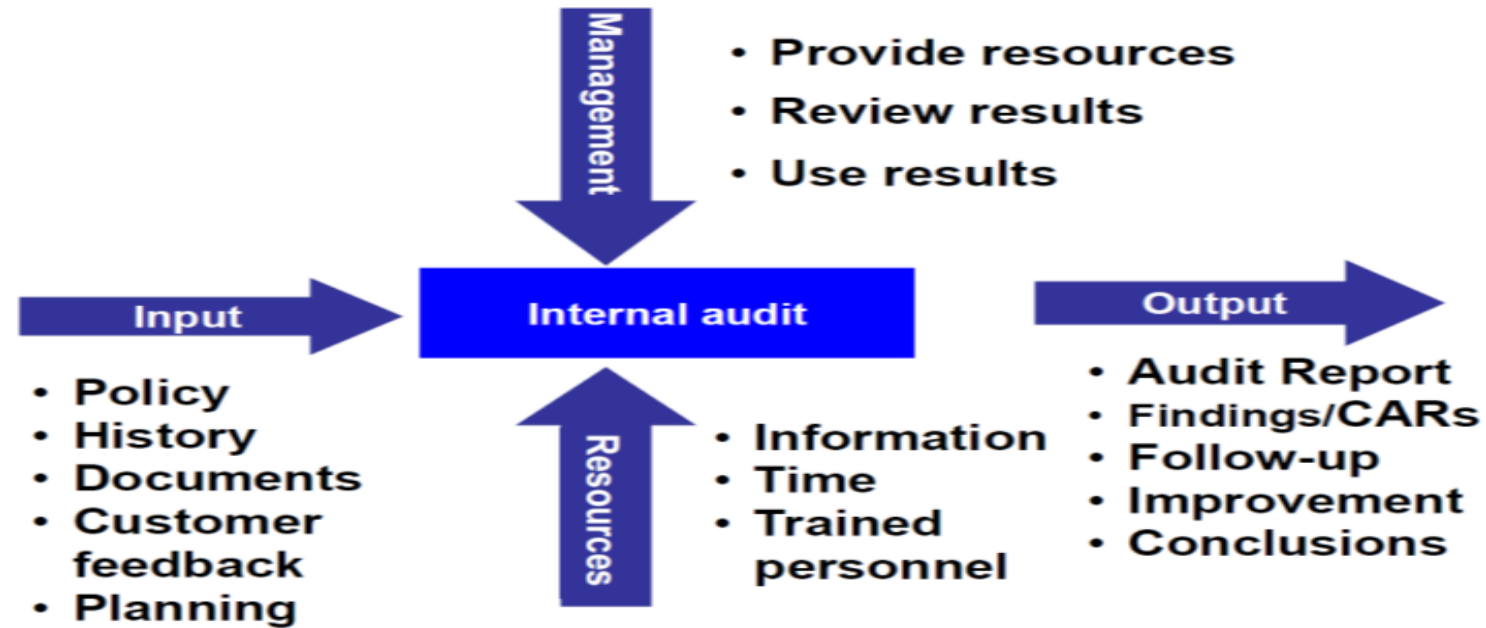 Management
• Provide resources
• Review results
• Use results
Input
Internal audit
Output
• Policy
• History
• Documents
• Customer
feedback
• Planning
Resources
• Information
• Time
• Trained
personnel
• Audit Report
• Findings/CARs
• Follow-up
• Improvement
• Conclusions